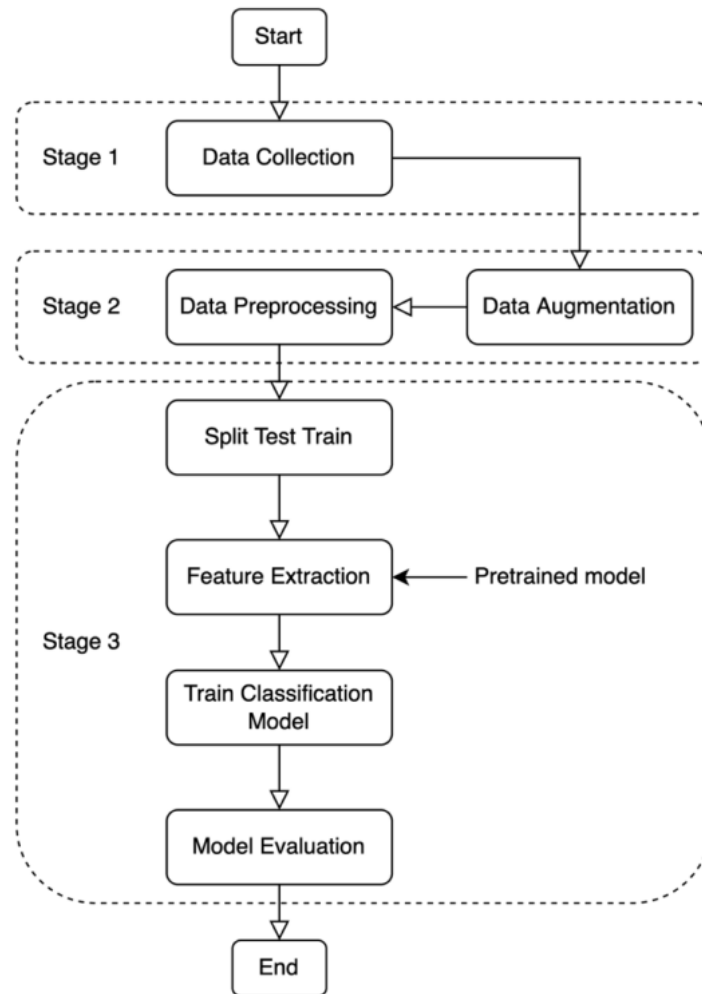 Start
Stage 1
Data Collection
Stage 2
Data Preprocessing
Data Augmentation
Split Test Train
Feature Extraction
Pretrained model
Stage 3
Train Classification
Model
Model Evaluation
End